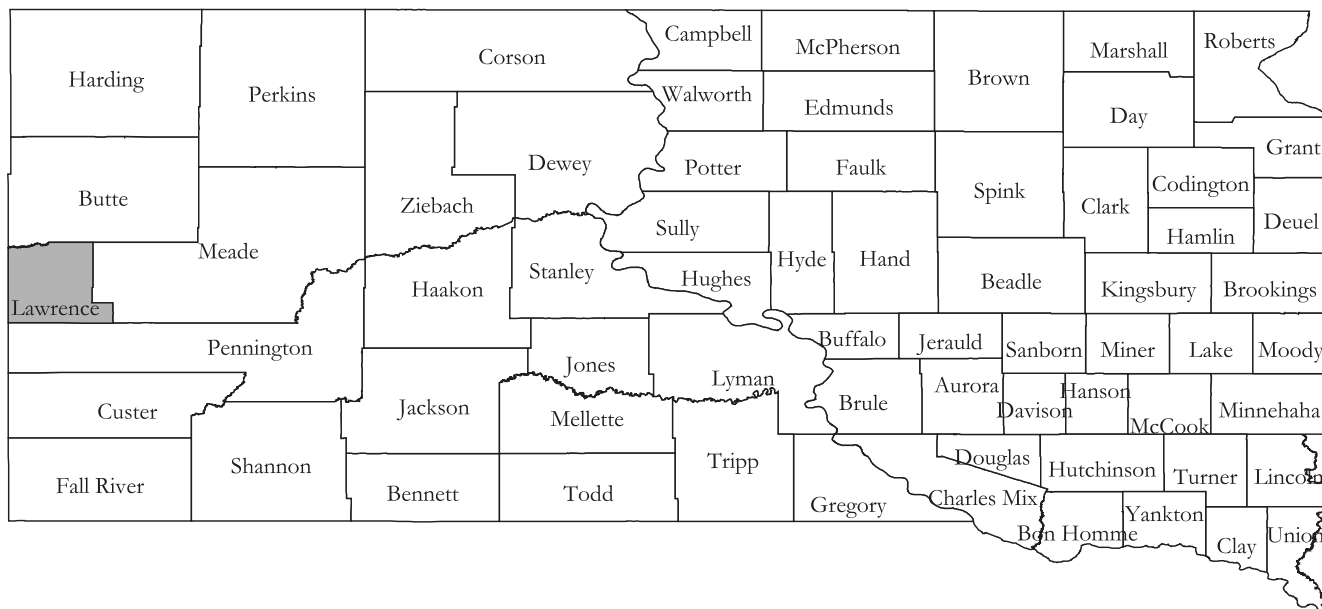 Campbell
McPherson
Marshall
Roberts
Corson
Harding
Perkins
Brown
Walworth
Edmunds
Day
Grant
Dewey
Potter
Faulk
Spink
Codington
Butte
Ziebach
Clark
Deuel
Sully
Hamlin
Meade
Hyde
Hand
Stanley
Hughes
Beadle
Haakon
Kingsbury
Brookings
Lawrence
Buffalo
Jerauld
Sanborn
Miner
Lake
Moody
Pennington
Jones
Lyman
Aurora
Hanson
Custer
Jackson
Mellette
Brule
Davison
McCook
Minnehaha
Shannon
Tripp
Douglas
Hutchinson
Turner
Lincoln
Fall River
Bennett
Todd
Gregory
Charles Mix
Yankton
Bon Homme
Clay
Union